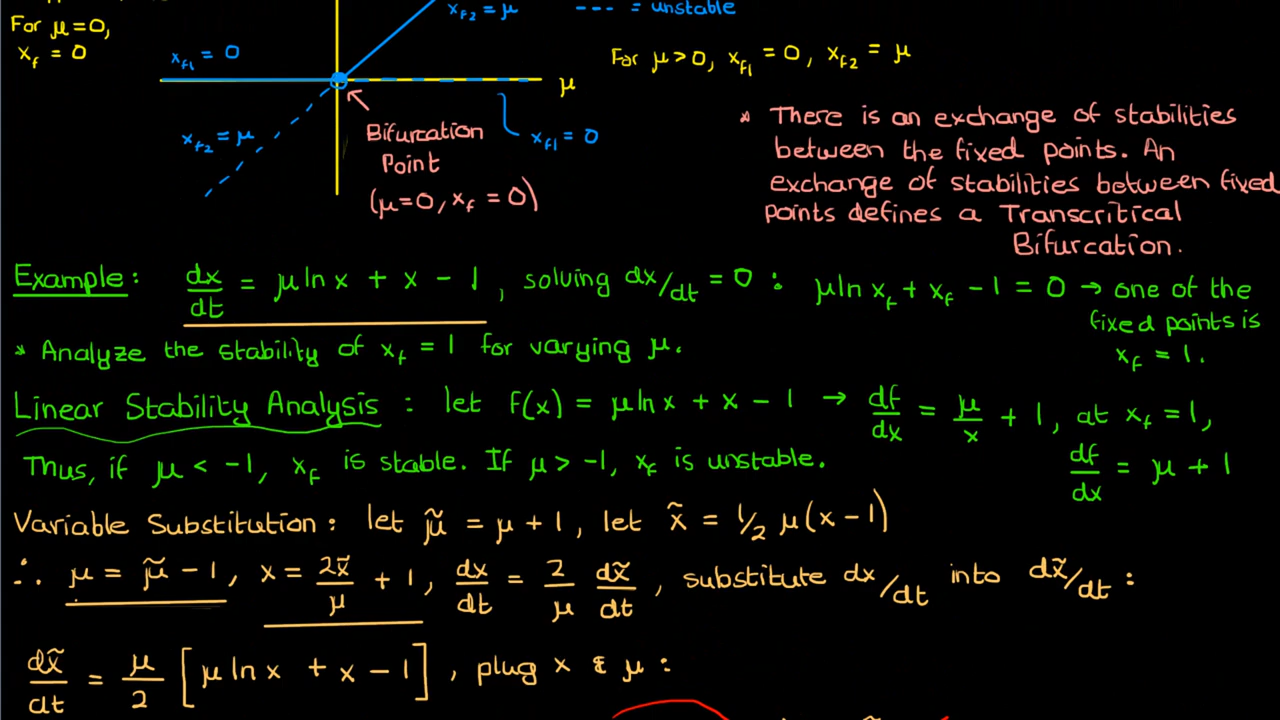 --- = unstable
x_f2 = μ
For μ=0,
x_f = 0
x_f1 = 0
For μ>0, x_f1 = 0, x_f2 = μ
μ
x_f2 = μ
Bifurcation
Point
(μ=0, x_f = 0)
x_f1 = 0
* There is an exchange of stabilities
between the fixed points. An
exchange of stabilities between fixed
points defines a Transcritical
Bifurcation.
Example: dx/dt = μ ln x + x - 1, solving dx/dt = 0 : μ ln x_f + x_f - 1 = 0 → one of the
fixed points is
x_f = 1.
* Analyze the stability of x_f = 1 for varying μ.
Linear Stability Analysis : let f(x) = μ ln x + x - 1 → df/dx = μ/x + 1, at x_f = 1,
Thus, if μ < -1, x_f is stable. If μ > -1, x_f is unstable. df/dx = μ + 1
Variable Substitution: let μ̃ = μ + 1, let x̃ = 1/2 μ(x-1)
∴ μ = μ̃ - 1, x = 2x̃/μ + 1, dx/dt = 2/μ dx̃/dt, substitute dx/dt into dx̃/dt :
dx̃/dt = μ/2 [μ ln x + x - 1], plug x & μ :